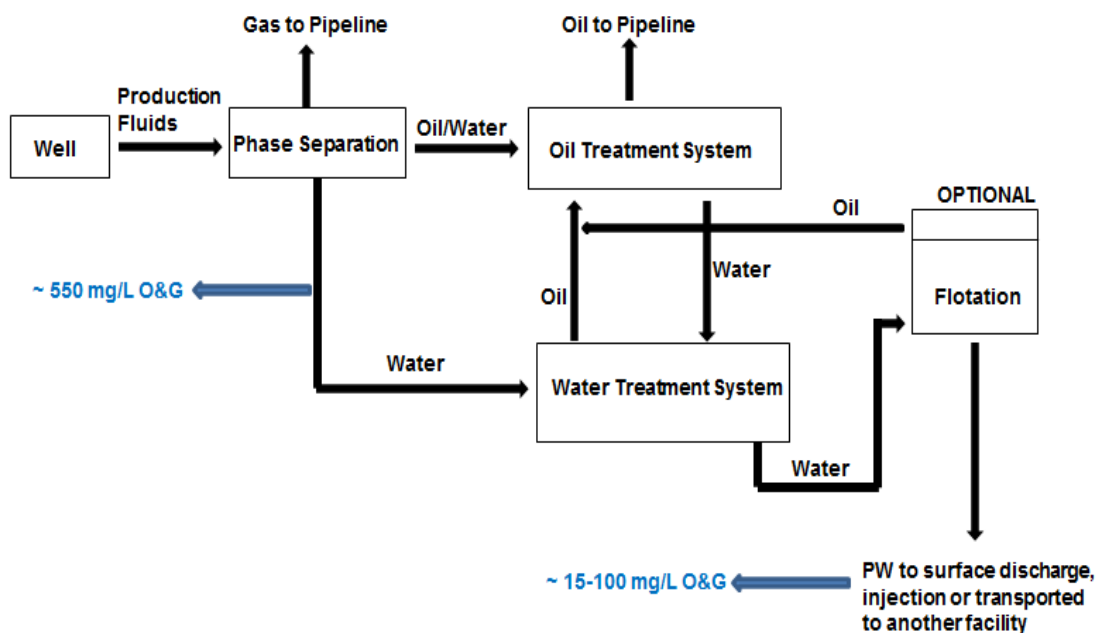 Gas to Pipeline
Oil to Pipeline
Production
Fluids
Well
Phase Separation
Oil/Water
Oil Treatment System
OPTIONAL
Oil
Water
Flotation
~ 550 mg/L O&G
Oil
Water
Water Treatment System
Water
~ 15-100 mg/L O&G
PW to surface discharge,
injection or transported
to another facility